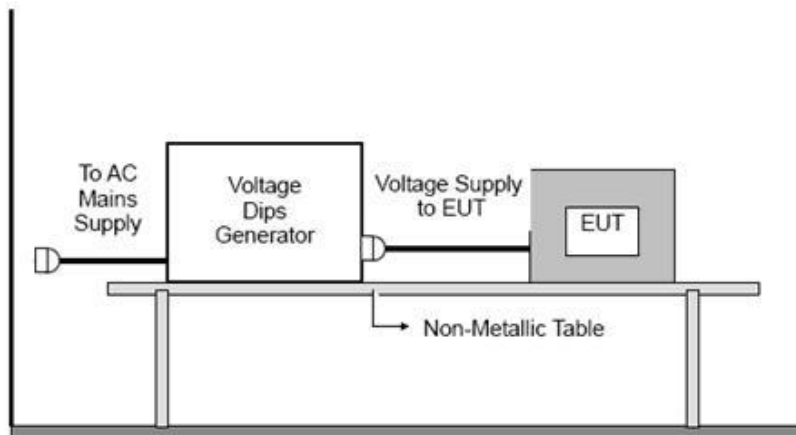 To AC
Mains
Supply
Voltage
Dips
Generator
Voltage Supply
to EUT
EUT
Non-Metallic Table